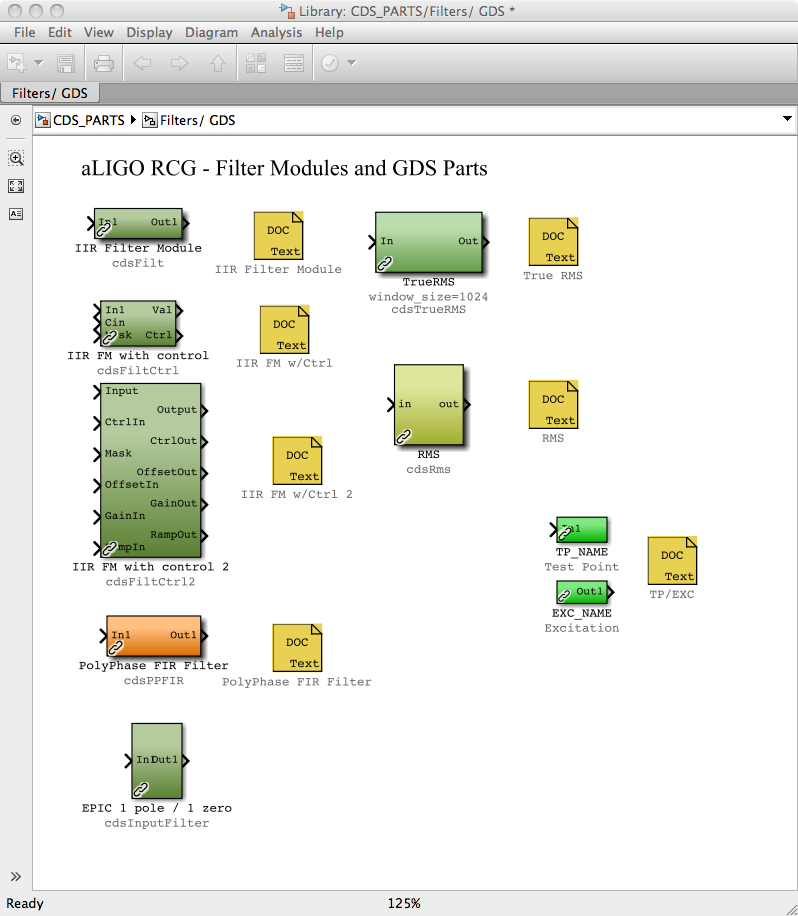 Library: CDS_PARTS/Filters/ GDS *
File Edit View Display Diagram Analysis Help
Filters/ GDS
CDS_PARTS Filters/ GDS
aLIGO RCG - Filter Modules and GDS Parts
In1 Out1
IIR Filter Module
cdsFilt
DOC
Text
IIR Filter Module
In Out
TrueRMS
window_size=1024
cdsTrueRMS
DOC
Text
True RMS
In1 Val
Cin
Mask Ctrl
IIR FM with control
cdsFiltCtrl
DOC
Text
IIR FM w/Ctrl
in out
RMS
cdsRms
DOC
Text
RMS
Input
Output
CtrlIn
CtrlOut
Mask
OffsetOut
OffsetIn
GainOut
GainIn
RampOut
RampIn
IIR FM with control 2
cdsFiltCtrl2
DOC
Text
IIR FM w/Ctrl 2
In1
TP_NAME
Test Point
Out1
EXC_NAME
Excitation
DOC
Text
TP/EXC
In1 Out1
PolyPhase FIR Filter
cdsPPFIR
DOC
Text
PolyPhase FIR Filter
In1 Out1
EPIC 1 pole / 1 zero
cdsInputFilter
Ready 125%